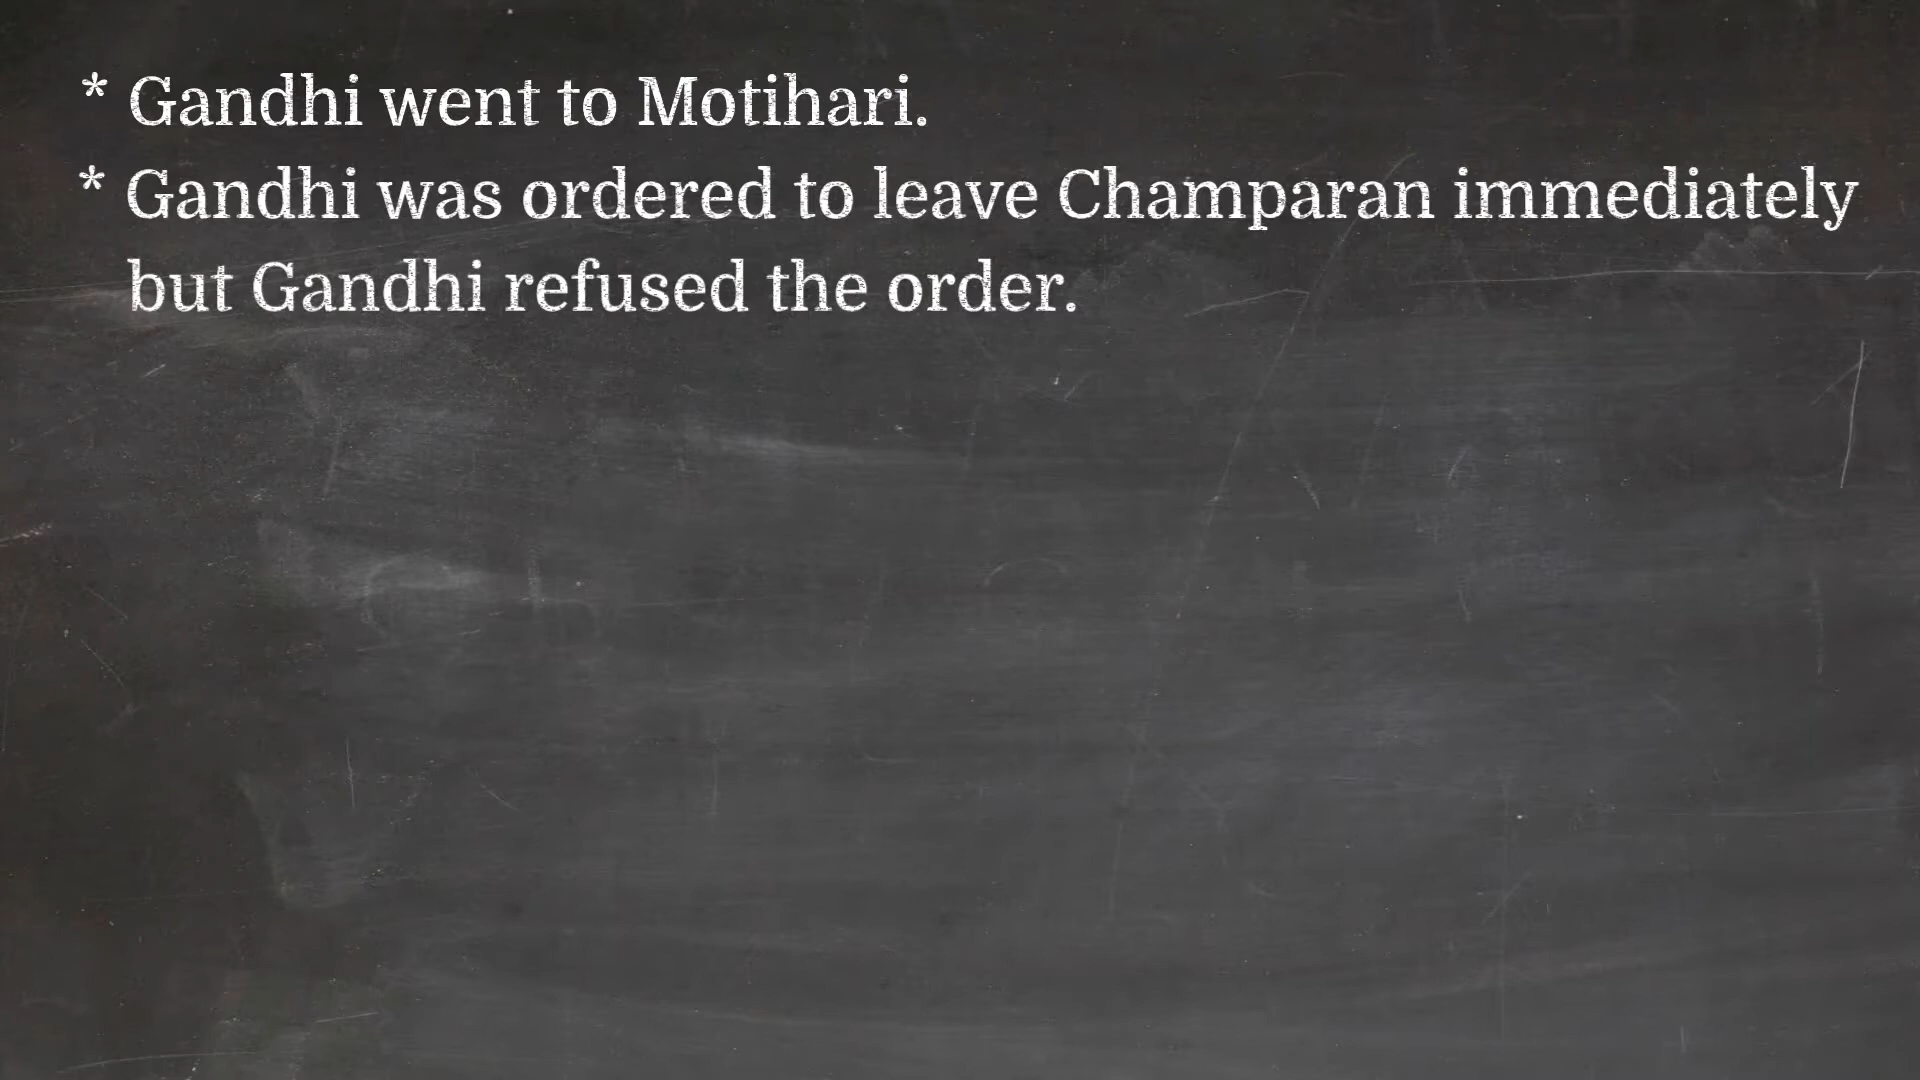 * Gandhi went to Motihari.
* Gandhi was ordered to leave Champaran immediately
but Gandhi refused the order.